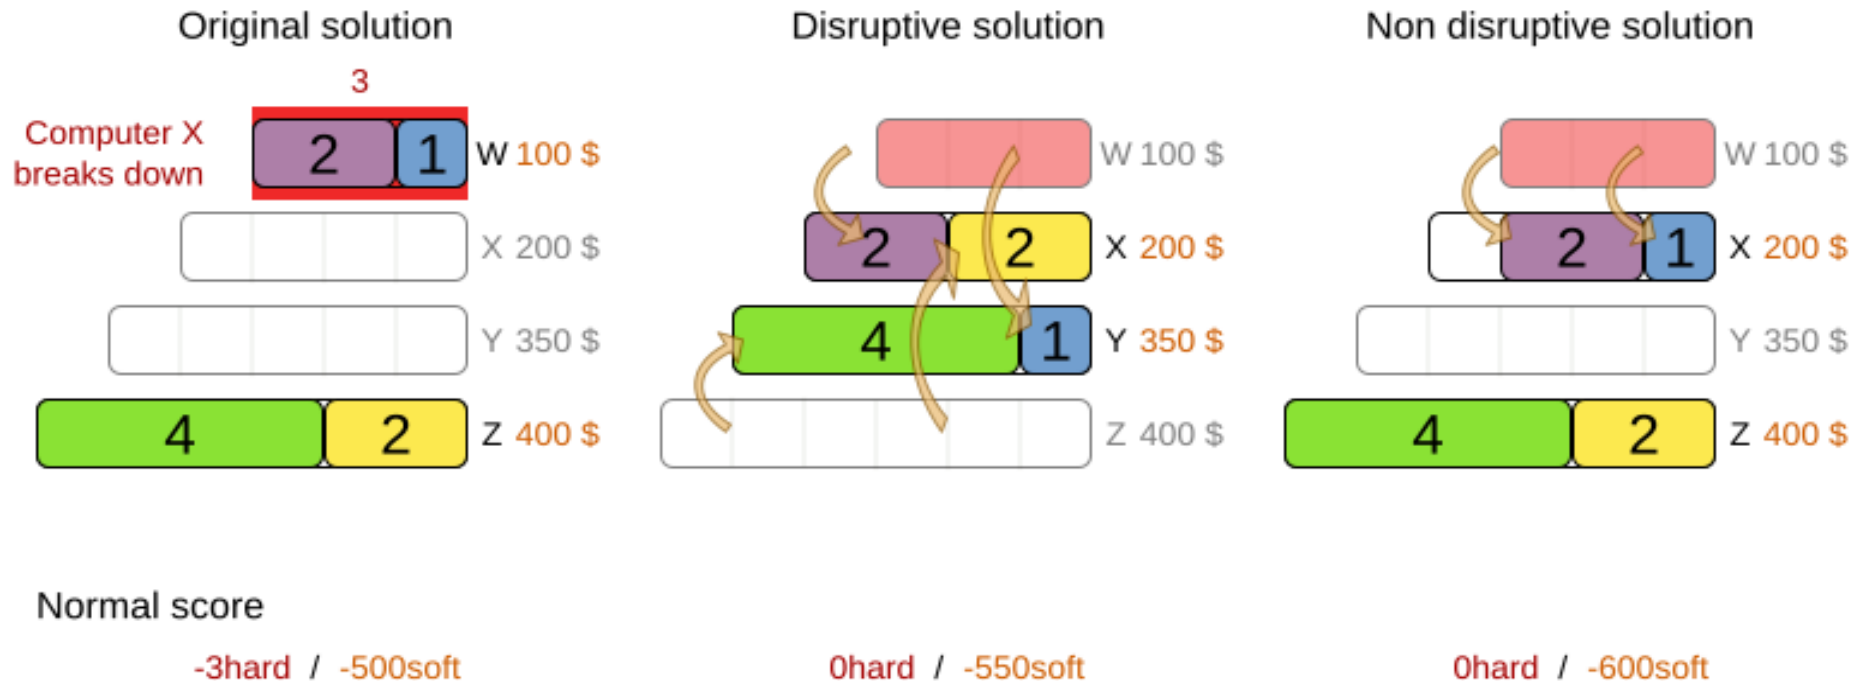 Original solution
Disruptive solution
Non disruptive solution
3
Computer X
breaks down
2 1 W 100 $
W 100 $
W 100 $
X 200 $
2 2 X 200 $
2 1 X 200 $
Y 350 $
4 1 Y 350 $
Y 350 $
4 2 Z 400 $
Z 400 $
4 2 Z 400 $
Normal score
-3hard / -500soft
0hard / -550soft
0hard / -600soft